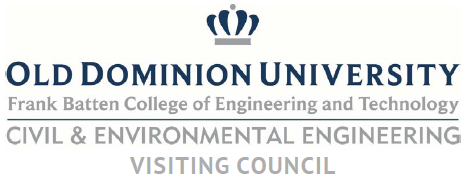 OLD DOMINION UNIVERSITY
Frank Batten College of Engineering and Technology
CIVIL & ENVIRONMENTAL ENGINEERING
VISITING COUNCIL